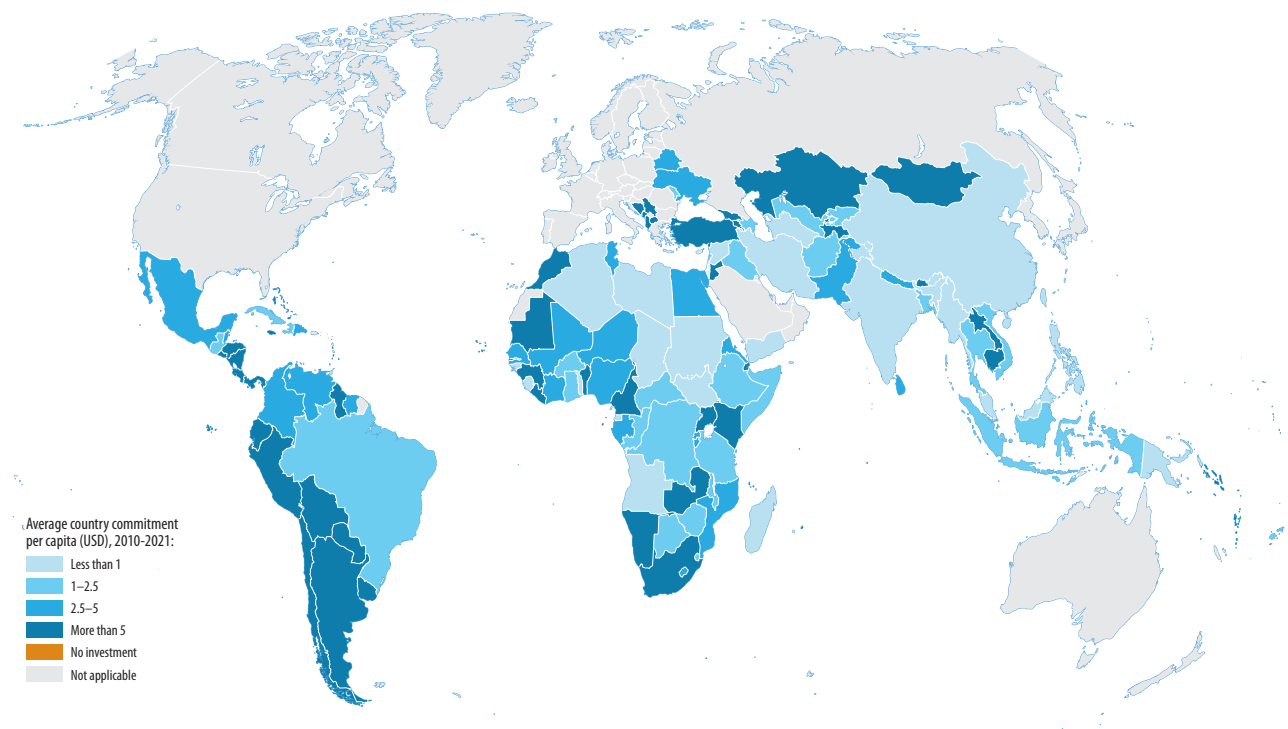 Average country commitment
per capita (USD), 2010-2021:
Less than 1
1–2.5
2.5–5
More than 5
No investment
Not applicable